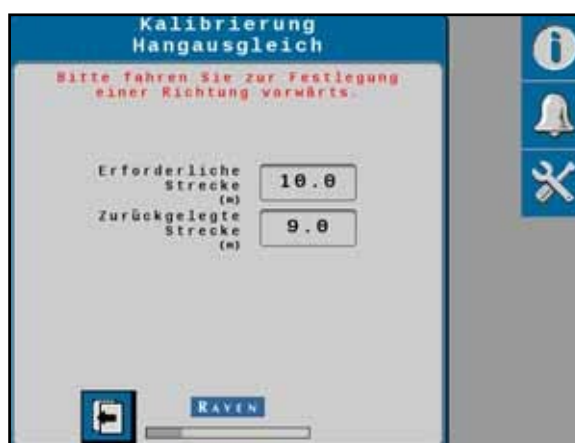 Kalibrierung
Hangausgleich
Bitte fahren Sie zur Festlegung
einer Richtung vorwärts.
Erforderliche
Strecke
(m)
10.0
Zurückgelegte
Strecke
(m)
9.0
RAVEN